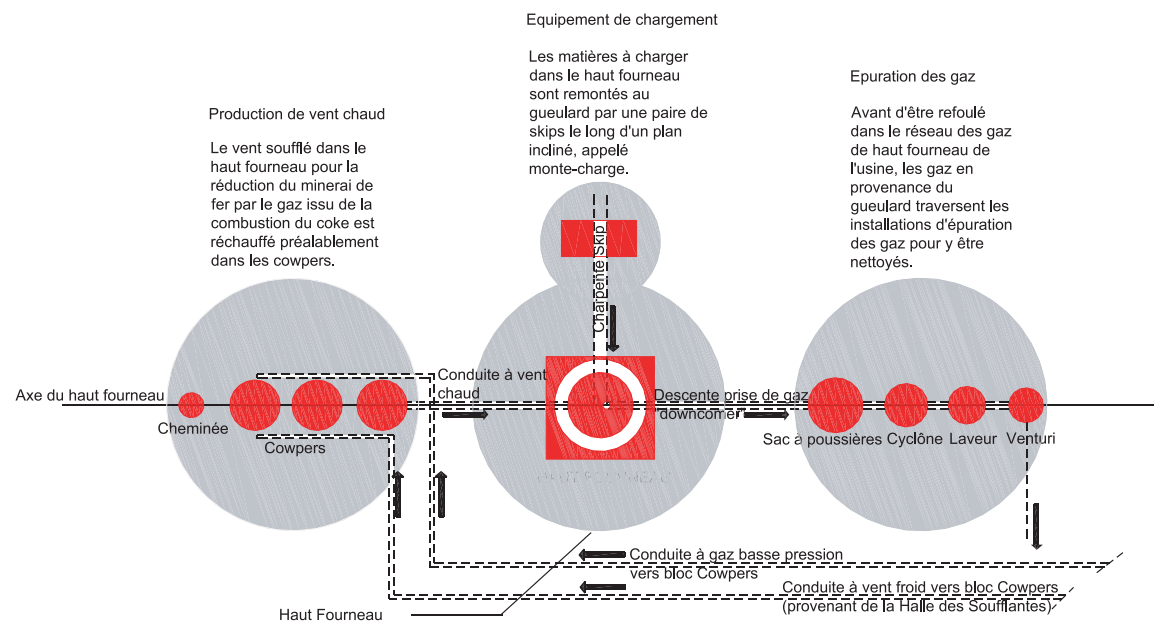 Equipement de chargement
Les matières à charger
dans le haut fourneau
sont remontés au
gueulard par une paire de
skips le long d'un plan
incliné, appelé
monte-charge.
Production de vent chaud
Le vent soufflé dans le
haut fourneau pour la
réduction du minerai de
fer par le gaz issu de la
combustion du coke est
réchauffé préalablement
dans les cowpers.
Epuration des gaz
Avant d'être refoulé
dans le réseau des gaz
de haut fourneau de
l'usine, les gaz en
provenance du
gueulard traversent les
installations d'épuration
des gaz pour y être
nettoyés.
Charpente Skip
Axe du haut fourneau
Cheminée
Cowpers
Conduite à vent
chaud
Descente prise de gaz
"downcomer"
Sac à poussières
Cyclône
Laveur
Venturi
HAUT FOURNEAU
Conduite à gaz basse pression
vers bloc Cowpers
Conduite à vent froid vers bloc Cowpers
(provenant de la Halle des Soufflantes)
Haut Fourneau